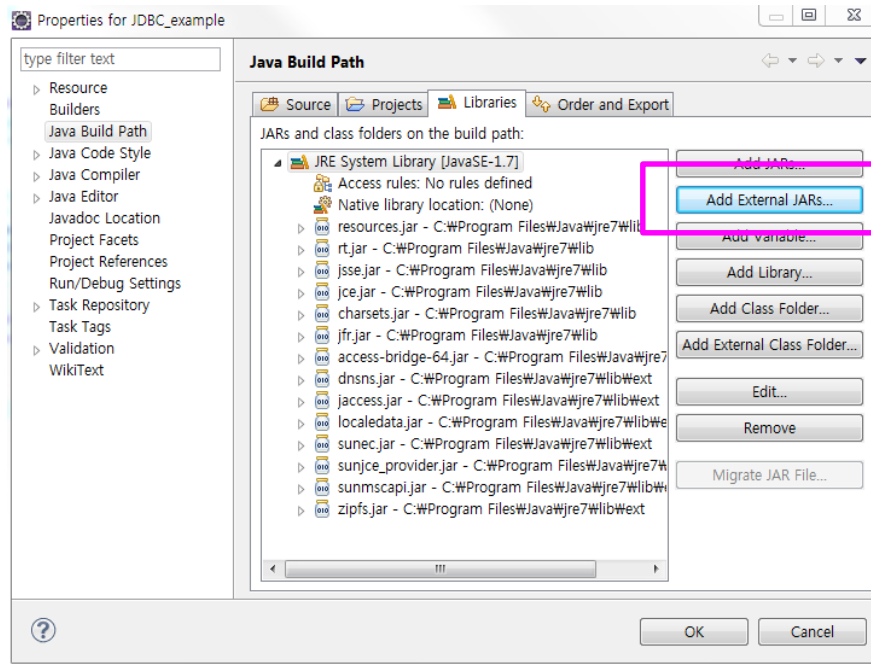 Properties for JDBC_example
type filter text
Resource
Builders
Java Build Path
Java Code Style
Java Compiler
Java Editor
Javadoc Location
Project Facets
Project References
Run/Debug Settings
Task Repository
Task Tags
Validation
WikiText
Java Build Path
Source Projects Libraries Order and Export
JARs and class folders on the build path:
JRE System Library [JavaSE-1.7]
Access rules: No rules defined
Native library location: (None)
resources.jar - C:₩Program Files₩Java₩jre7₩lib
rt.jar - C:₩Program Files₩Java₩jre7₩lib
jsse.jar - C:₩Program Files₩Java₩jre7₩lib
jce.jar - C:₩Program Files₩Java₩jre7₩lib
charsets.jar - C:₩Program Files₩Java₩jre7₩lib
jfr.jar - C:₩Program Files₩Java₩jre7₩lib
access-bridge-64.jar - C:₩Program Files₩Java₩jre7
dnsns.jar - C:₩Program Files₩Java₩jre7₩lib₩ext
jaccess.jar - C:₩Program Files₩Java₩jre7₩lib₩ext
localedata.jar - C:₩Program Files₩Java₩jre7₩lib₩e
sunec.jar - C:₩Program Files₩Java₩jre7₩lib₩ext
sunjce_provider.jar - C:₩Program Files₩Java₩jre7₩
sunmscapi.jar - C:₩Program Files₩Java₩jre7₩lib₩
zipfs.jar - C:₩Program Files₩Java₩jre7₩lib₩ext
Add JARs...
Add External JARs...
Add Variable...
Add Library...
Add Class Folder...
Add External Class Folder...
Edit...
Remove
Migrate JAR File...
OK
Cancel